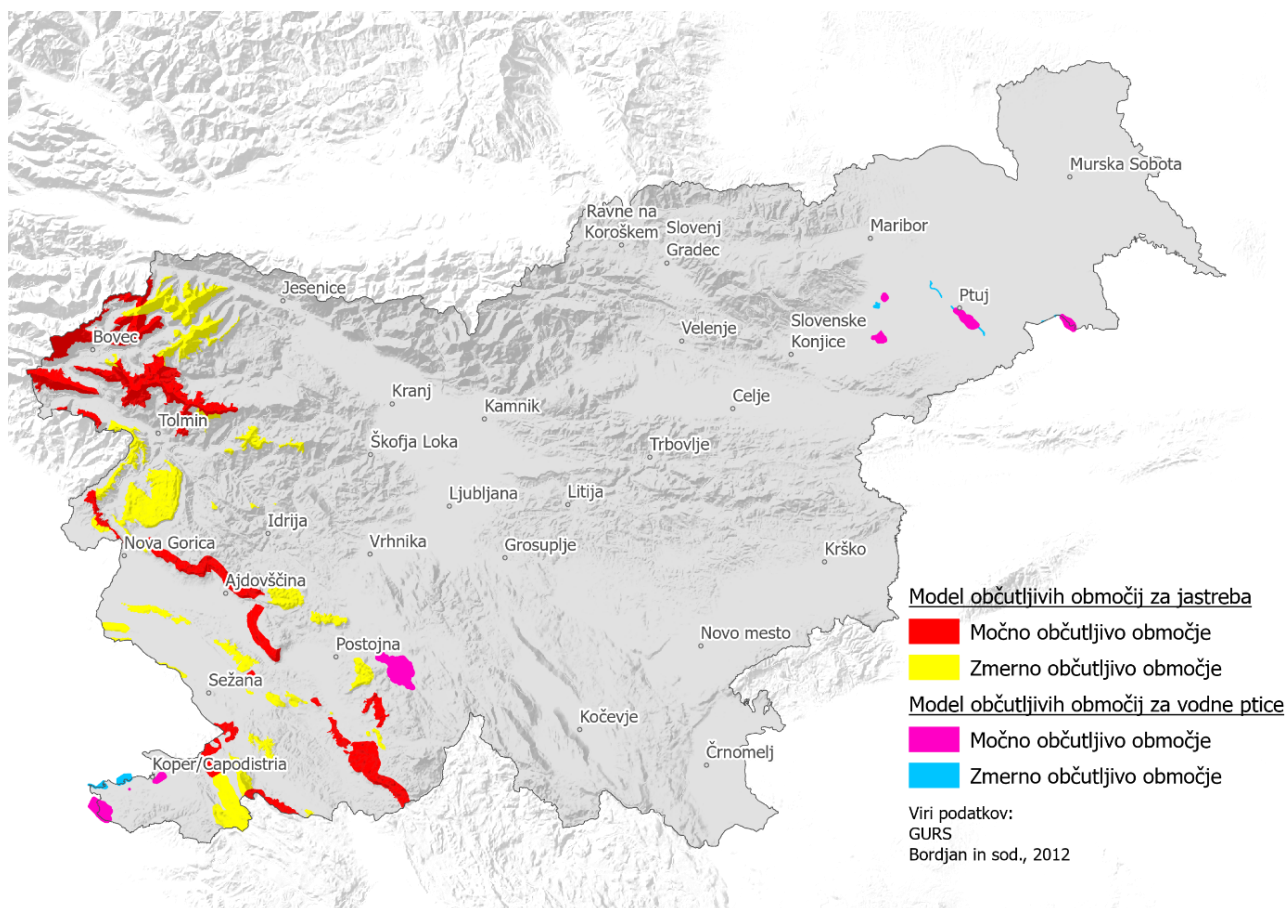 Murska Sobota
Ravne na
Koroškem
Slovenj
Gradec
Maribor
Jesenice
Ptuj
Bovec
Velenje
Slovenske
Konjice
Kranj
Kamnik
Celje
Tolmin
Škofja Loka
Trbovlje
Ljubljana
Litija
Idrija
Nova Gorica
Vrhnika
Grosuplje
Krško
Ajdovščina
Postojna
Novo mesto
Sežana
Kočevje
Črnomelj
Koper/Capodistria
Model občutljivih območij za jastreba
Močno občutljivo območje
Zmerno občutljivo območje
Model občutljivih območij za vodne ptice
Močno občutljivo območje
Zmerno občutljivo območje
Viri podatkov:
GURS
Bordjan in sod., 2012